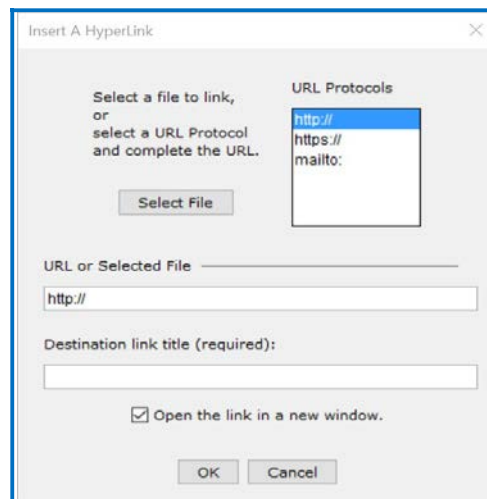 Insert A HyperLink
Select a file to link,
or
select a URL Protocol
and complete the URL.
Select File
URL Protocols
http://
https://
mailto:
URL or Selected File
http://
Destination link title (required):
Open the link in a new window.
OK
Cancel